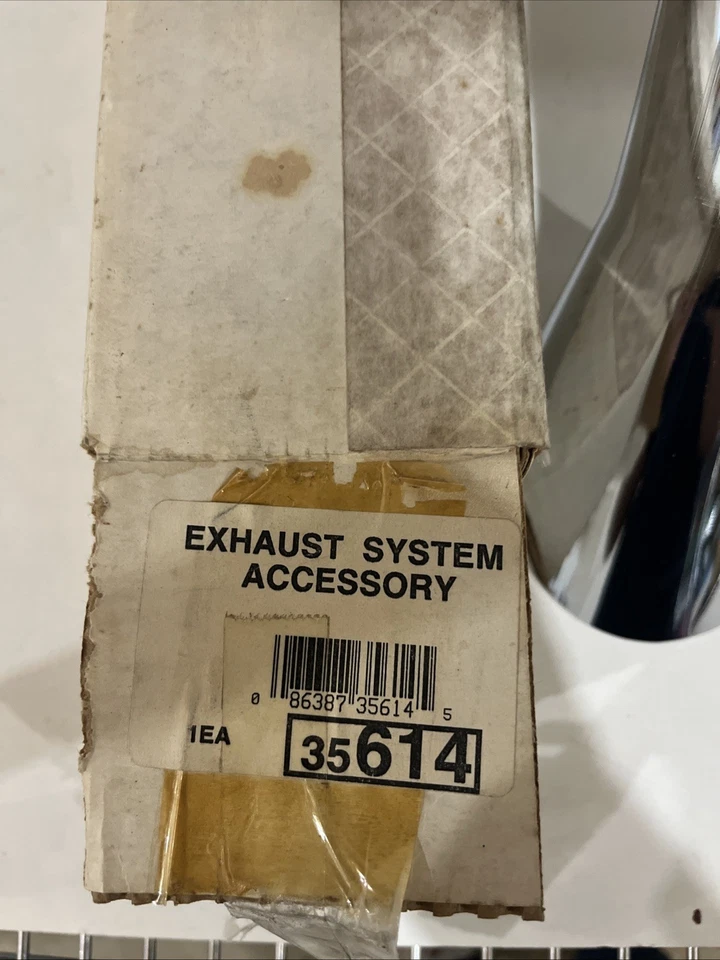 EXHAUST SYSTEM
ACCESSORY
0 86387 35614 5
1EA
35614